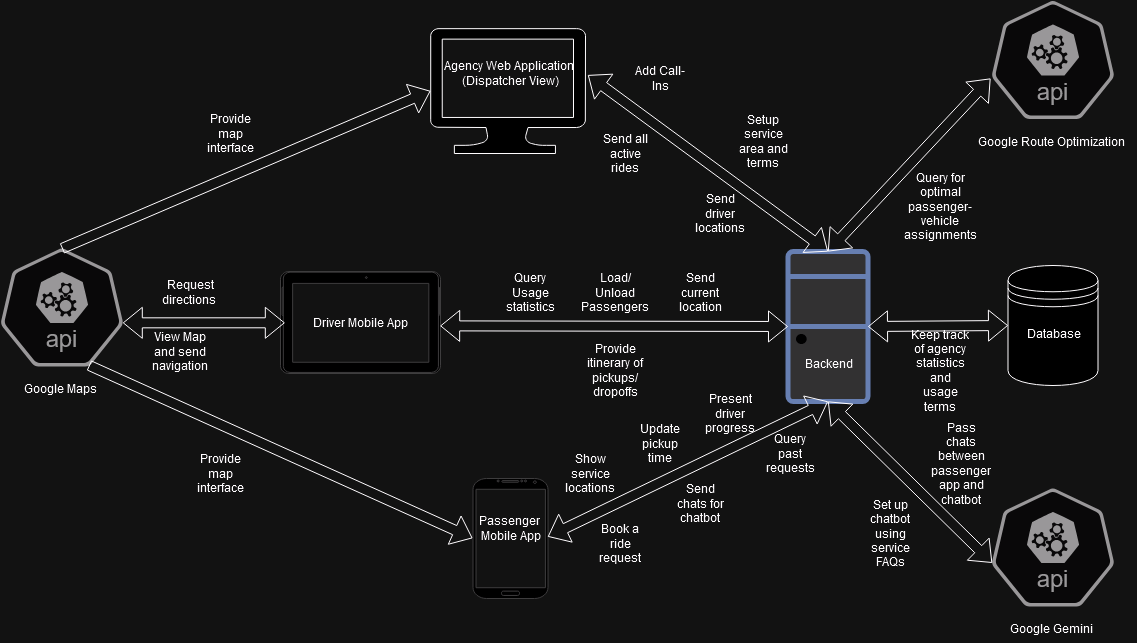 api
Google Route Optimization
Agency Web Application
(Dispatcher View)
Add Call-
Ins
Provide
map
interface
Send all
active
rides
Setup
service
area and
terms
Send
driver
locations
Query for
optimal
passenger-
vehicle
assignments
api
Google Maps
Request
directions
View Map
and send
navigation
Driver Mobile App
Query
Usage
statistics
Load/
Unload
Passengers
Send
current
location
Provide
itinerary of
pickups/
dropoffs
Backend
Keep track
of agency
statistics
and
usage
terms
Database
Provide
map
interface
Passenger
Mobile App
Show
service
locations
Update
pickup
time
Present
driver
progress
Book a
ride
request
Send
chats for
chatbot
Query
past
requests
Pass
chats
between
passenger
app and
chatbot
Set up
chatbot
using
service
FAQs
api
Google Gemini